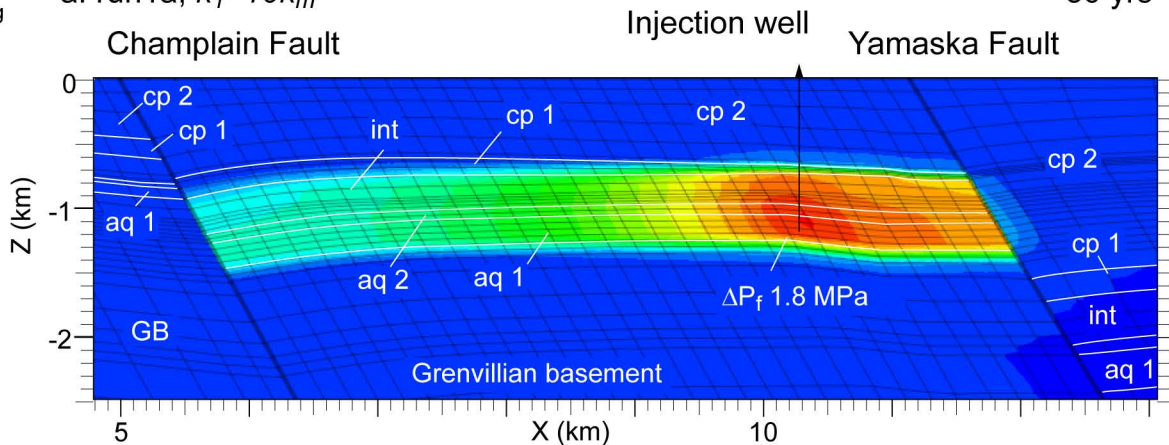 Champlain Fault
Injection well
Yamaska Fault
0
cp 2
cp 1
int
cp 1
cp 2
cp 2
-1
aq 1
Z (km)
cp 1
aq 2
aq 1
ΔPf 1.8 MPa
int
GB
-2
Grenvillian basement
aq 1
5
X (km)
10